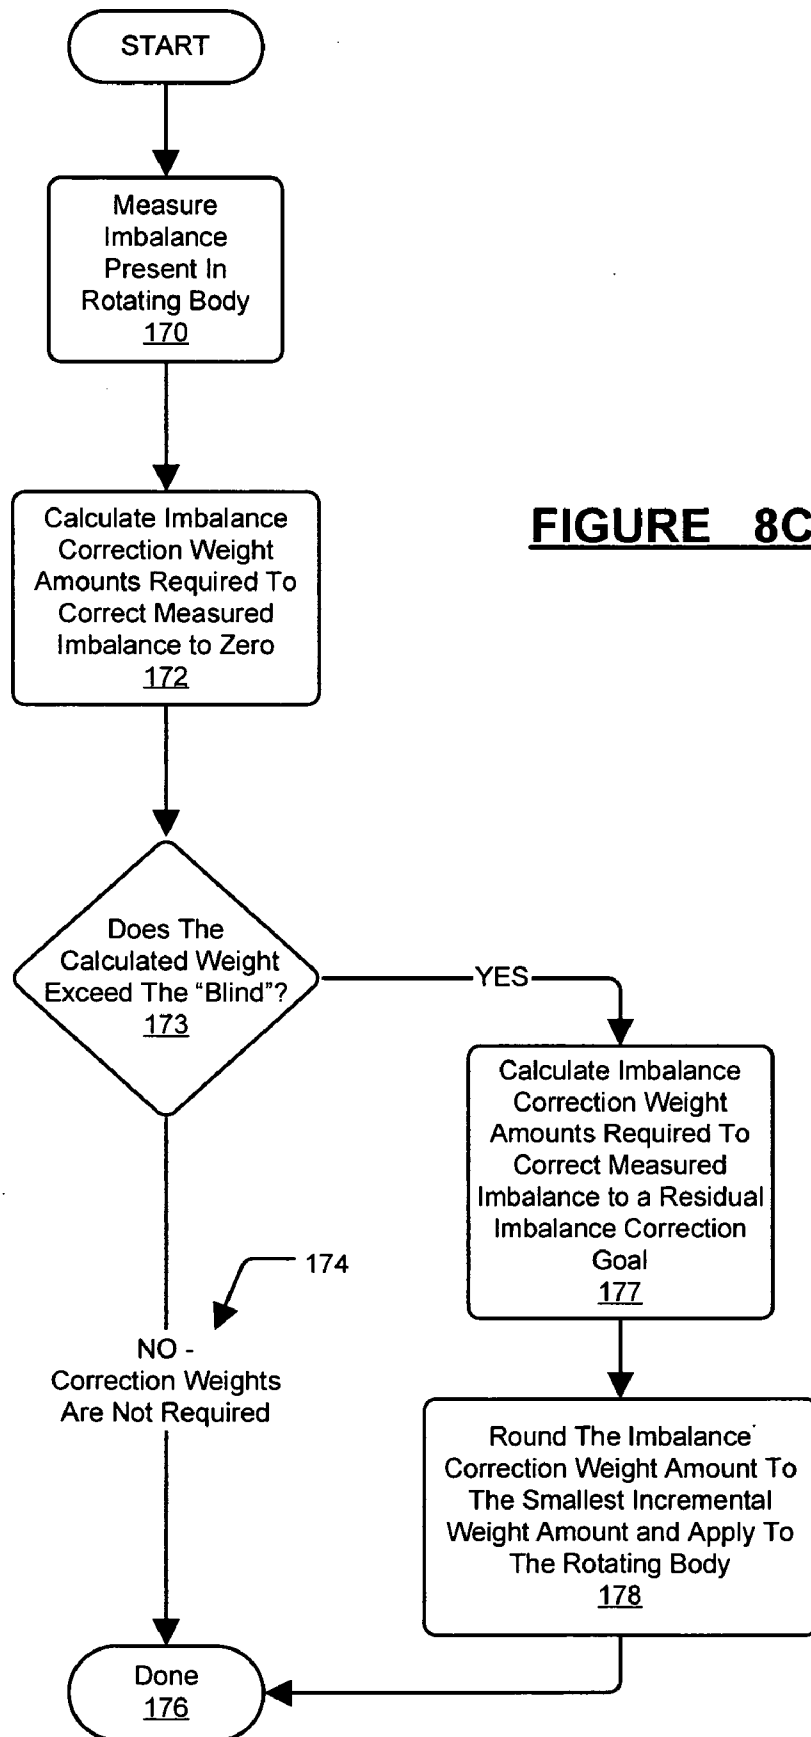 START
Measure
Imbalance
Present In
Rotating Body
170
Calculate Imbalance
Correction Weight
Amounts Required To
Correct Measured
Imbalance to Zero
172
FIGURE 8C
Does The
Calculated Weight
Exceed The “Blind”?
173
YES
Calculate Imbalance
Correction Weight
Amounts Required To
Correct Measured
Imbalance to a Residual
Imbalance Correction
Goal
177
174
NO -
Correction Weights
Are Not Required
Round The Imbalance
Correction Weight Amount To
The Smallest Incremental
Weight Amount and Apply To
The Rotating Body
178
Done
176